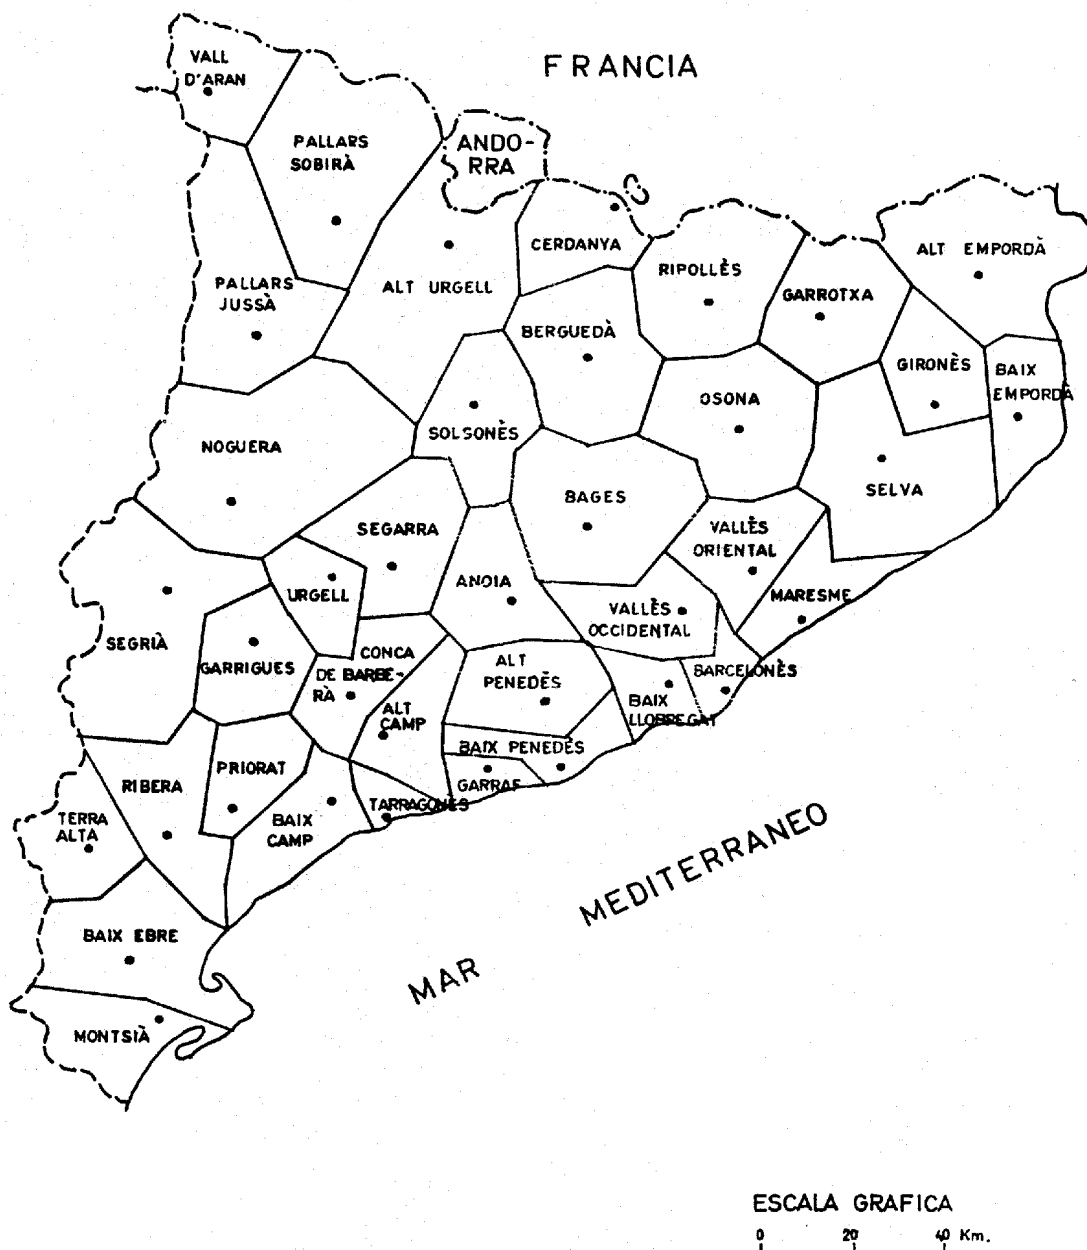 FRANCIA
VALL
D'ARAN
PALLARS
SOBIRÀ
ANDO-
RRA
CERDANYA
ALT EMPORDÀ
RIPOLLÈS
PALLARS
JUSSÀ
ALT URGELL
GARROTXA
BERGUEDÀ
GIRONÈS
BAIX
EMPORDÀ
OSONA
SOLSONÈS
NOGUERA
SELVA
BAGES
SEGARRA
VALLÈS
ORIENTAL
ANOIA
URGELL
MARESME
VALLÈS
OCCIDENTAL
SEGRIÀ
GARRIGUES
CONCA
DE BARBE-
RÀ
ALT
PENEDÈS
BARCELONÈS
BAIX
LLOBREGAT
ALT
CAMP
BAIX PENEDÈS
PRIORAT
RIBERA
GARRAF
TARRAGONÈS
TERRA
ALTA
BAIX
CAMP
MAR MEDITERRANEO
BAIX EBRE
MONTSIÀ
ESCALA GRAFICA
0 20 40 Km.